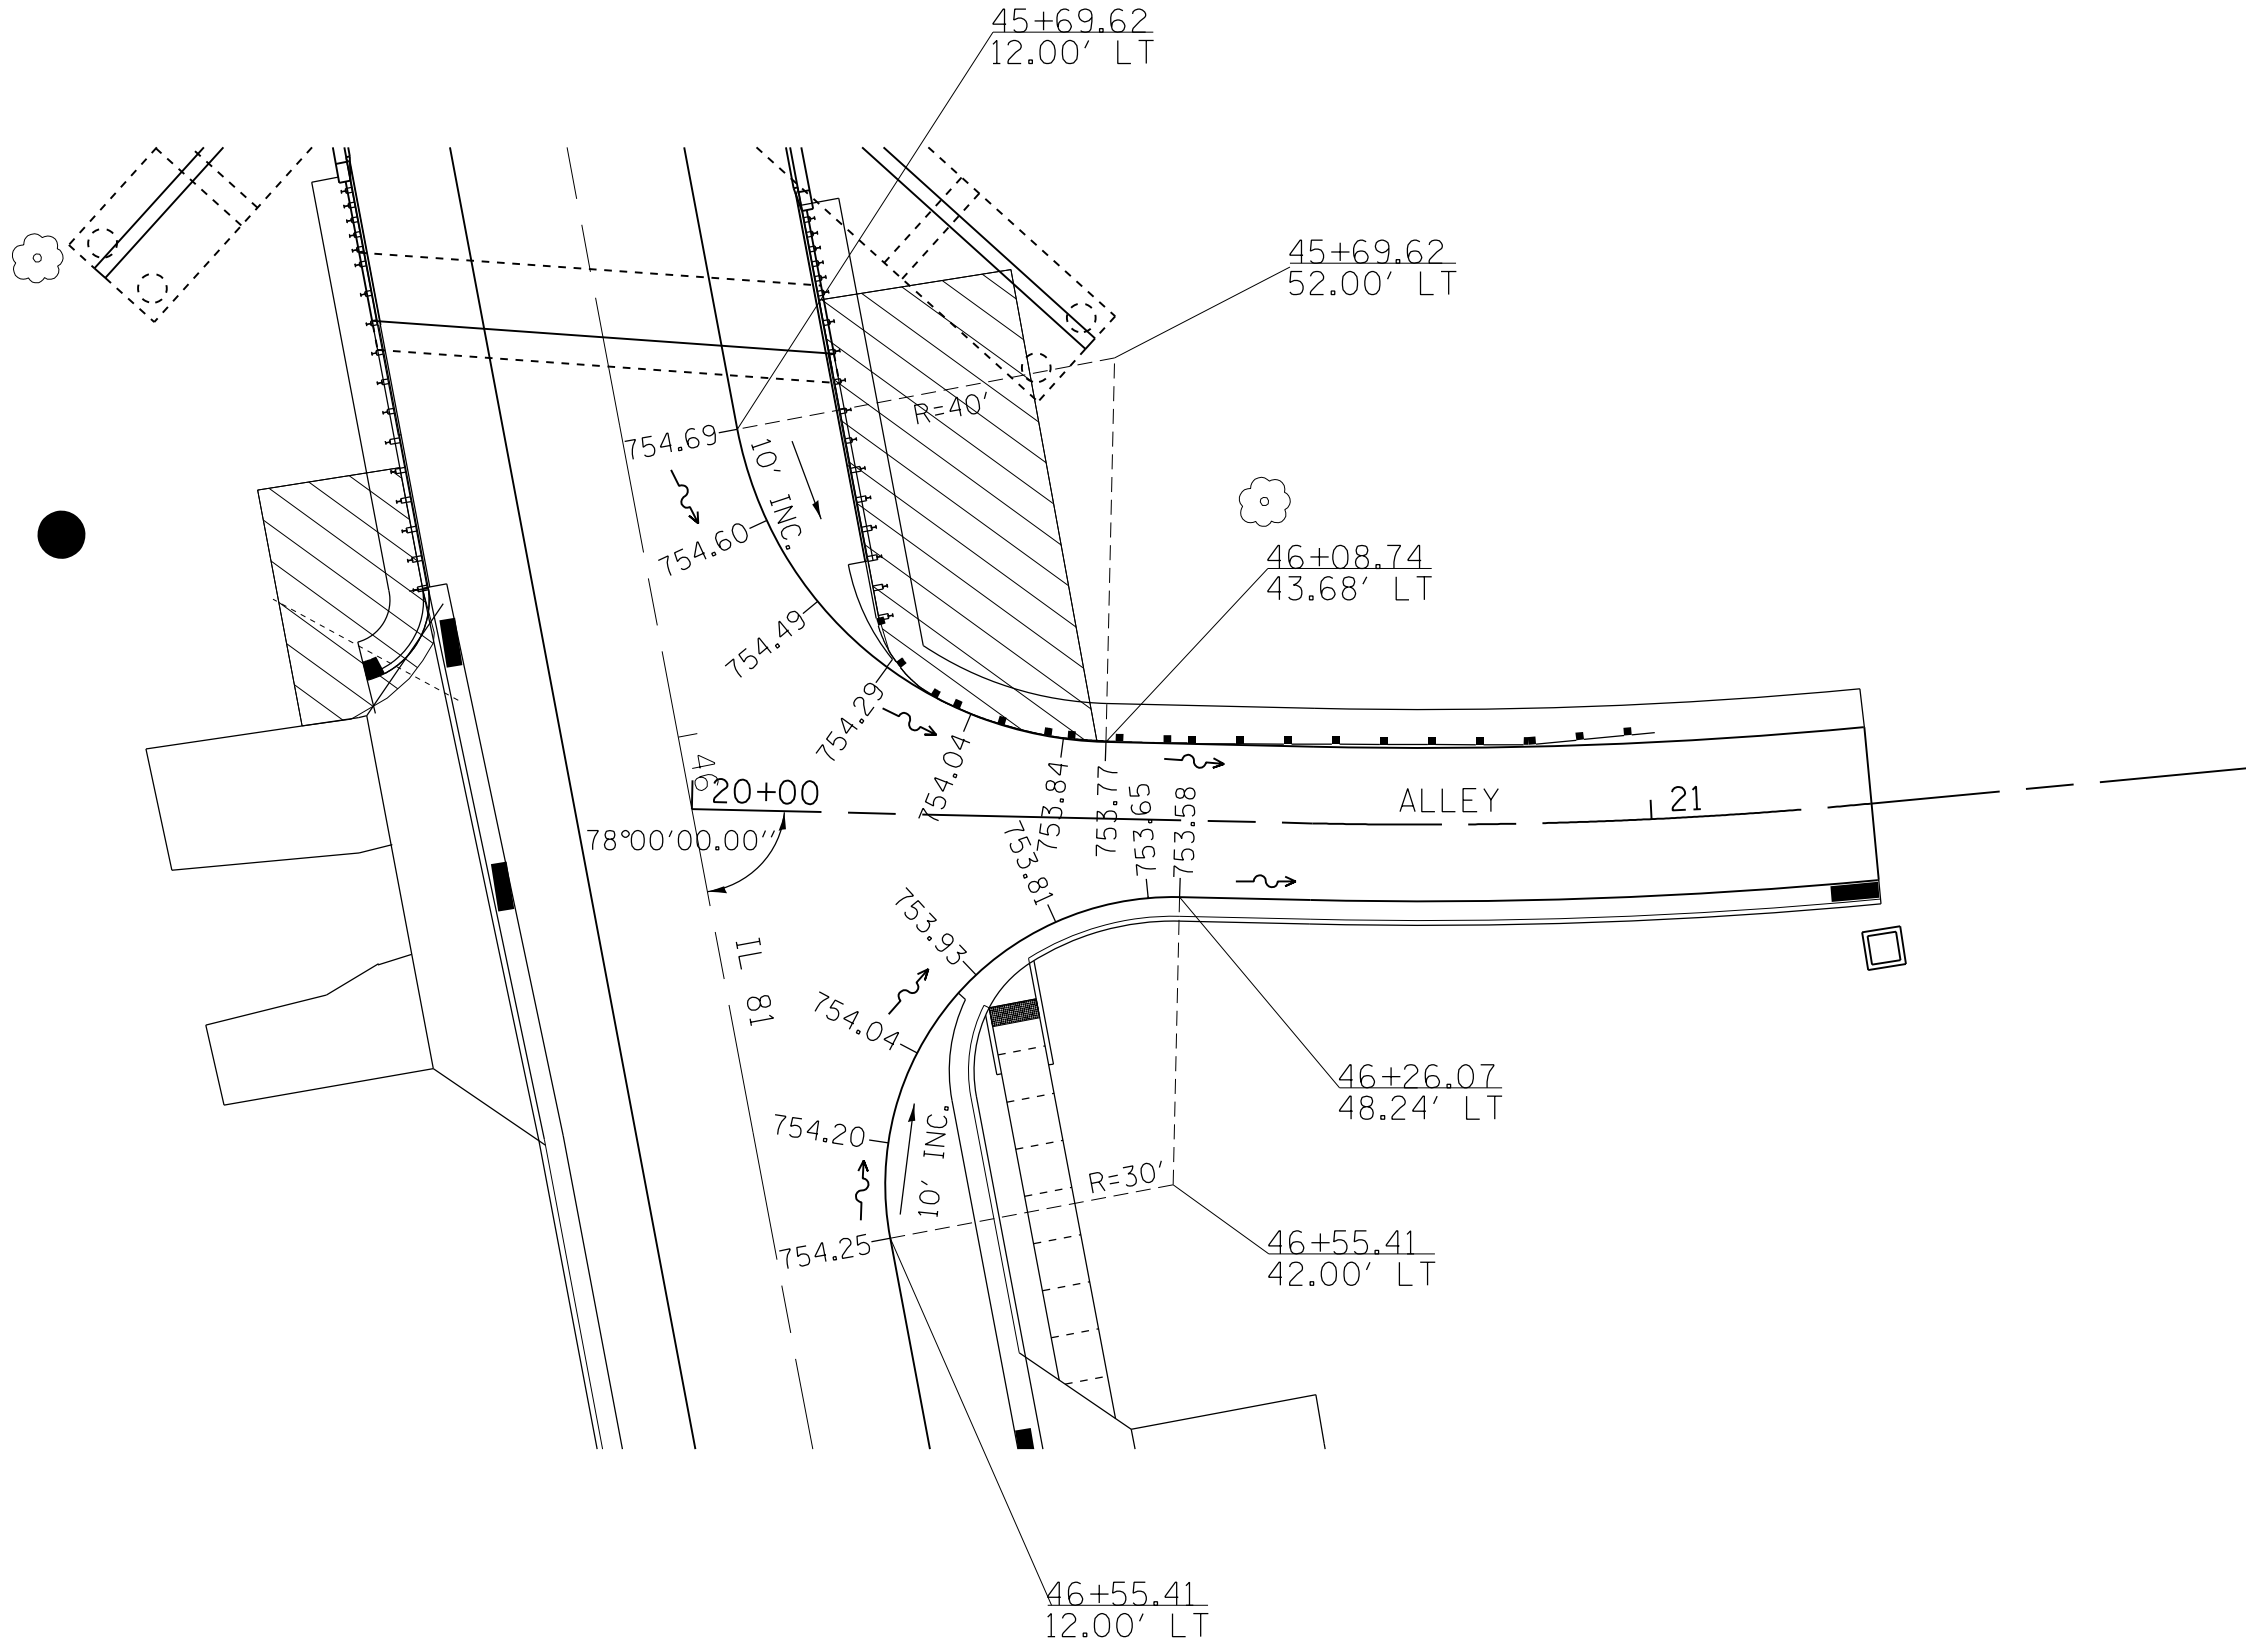 45+69.62
12.00' LT
45+69.62
52.00' LT
R=40'
754.69
10' INC.
754.60
46+08.74
43.68' LT
754.49
754.29
754.04
753.84
753.77
753.65
753.58
46
20+00
ALLEY
21
78°00'00.00"
753.81
753.93
IL 81
754.04
46+26.07
48.24' LT
754.20
10' INC.
R=30'
754.25
46+55.41
42.00' LT
46+55.41
12.00' LT